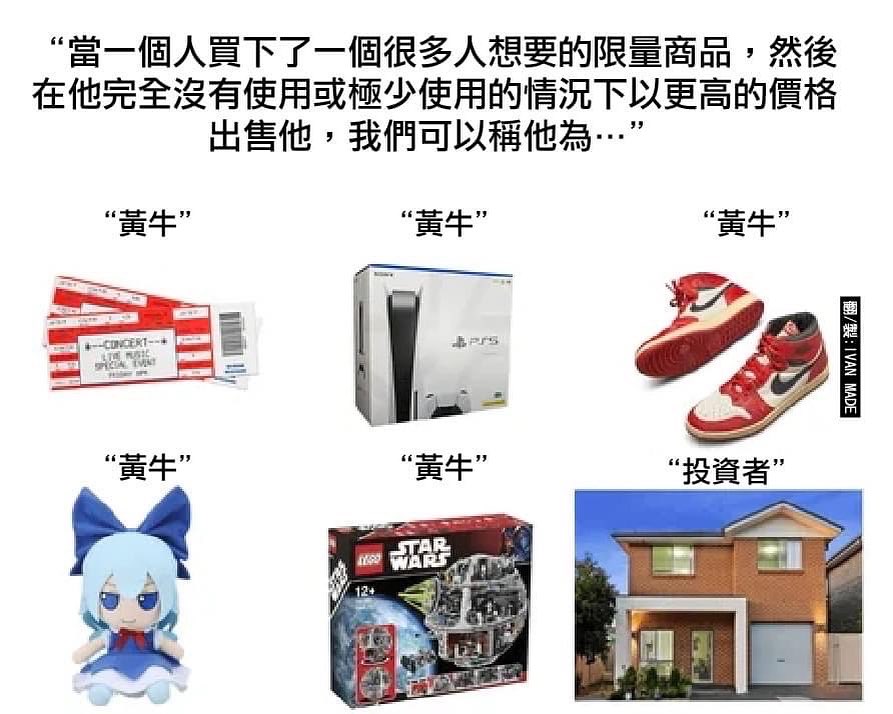 “當一個人買下了一個很多人想要的限量商品，然後
在他完全沒有使用或極少使用的情況下以更高的價格
出售他，我們可以稱他為…”
“黃牛”
“黃牛”
“黃牛”
CONCERT
LIVE MUSIC
SPECIAL EVENT
SONY
PS5
翻/製：IVAN MADE
“黃牛”
“黃牛”
“投資者”
LEGO
STAR
WARS
12+